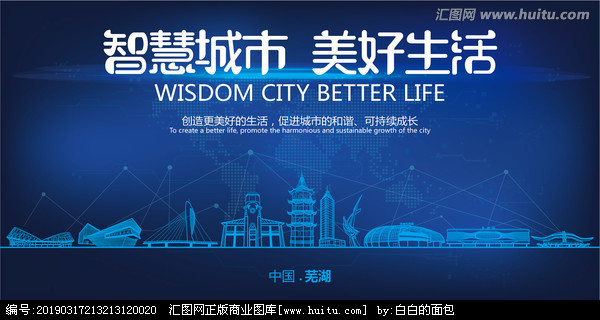 汇图网
www.huitu.com
智慧城市 美好生活
WISDOM CITY BETTER LIFE
创造更美好的生活，促进城市的和谐、可持续成长
To create a better life, promote the harmonious and sustainable growth of the city
中国 . 芜湖
编号:20190317213213120020 汇图网正版商业图库[www.huitu.com] by:白白的面包